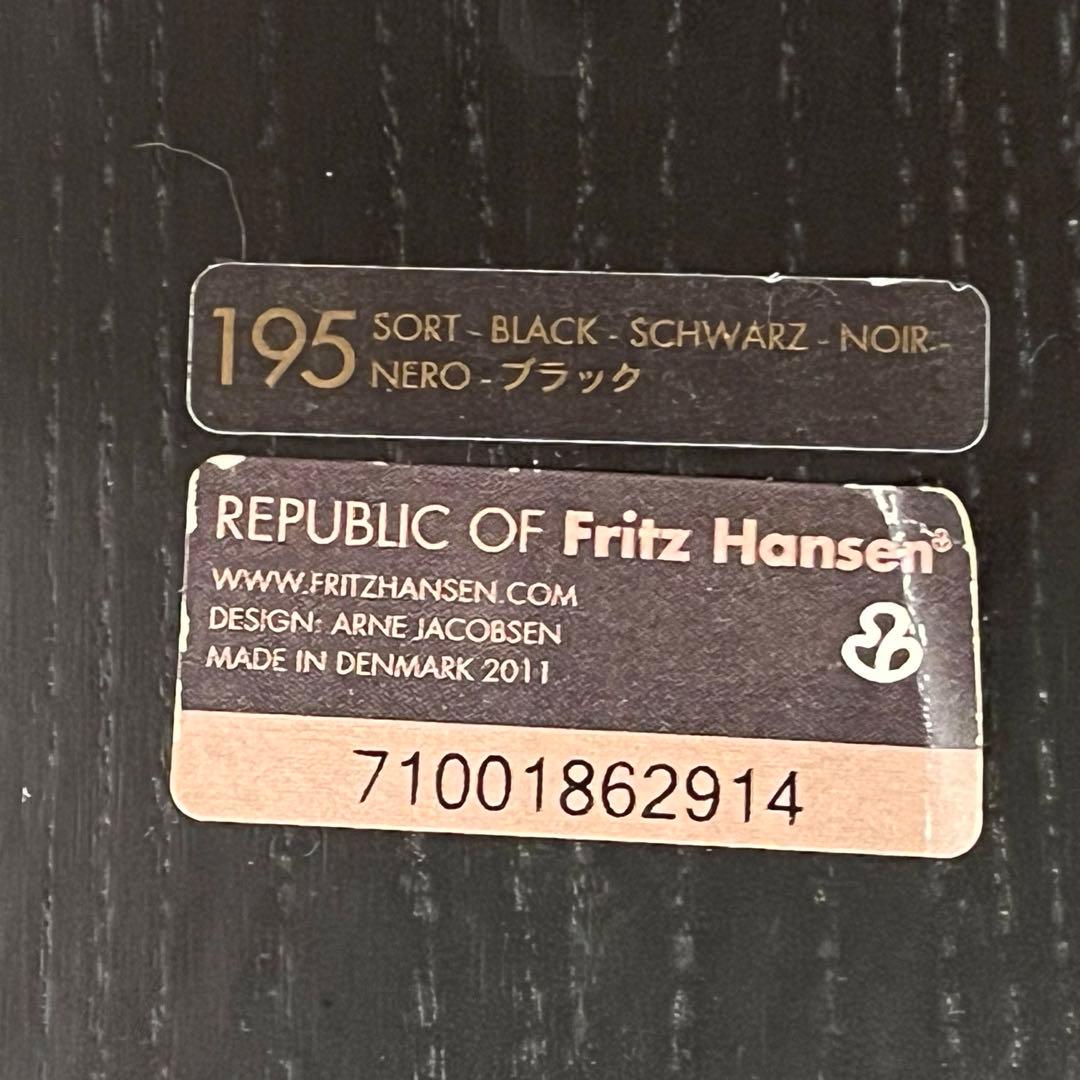 195 SORT - BLACK - SCHWARZ - NOIR -
NERO - ブラック
REPUBLIC OF Fritz Hansen®
WWW.FRITZHANSEN.COM
DESIGN: ARNE JACOBSEN
MADE IN DENMARK 2011
71001862914